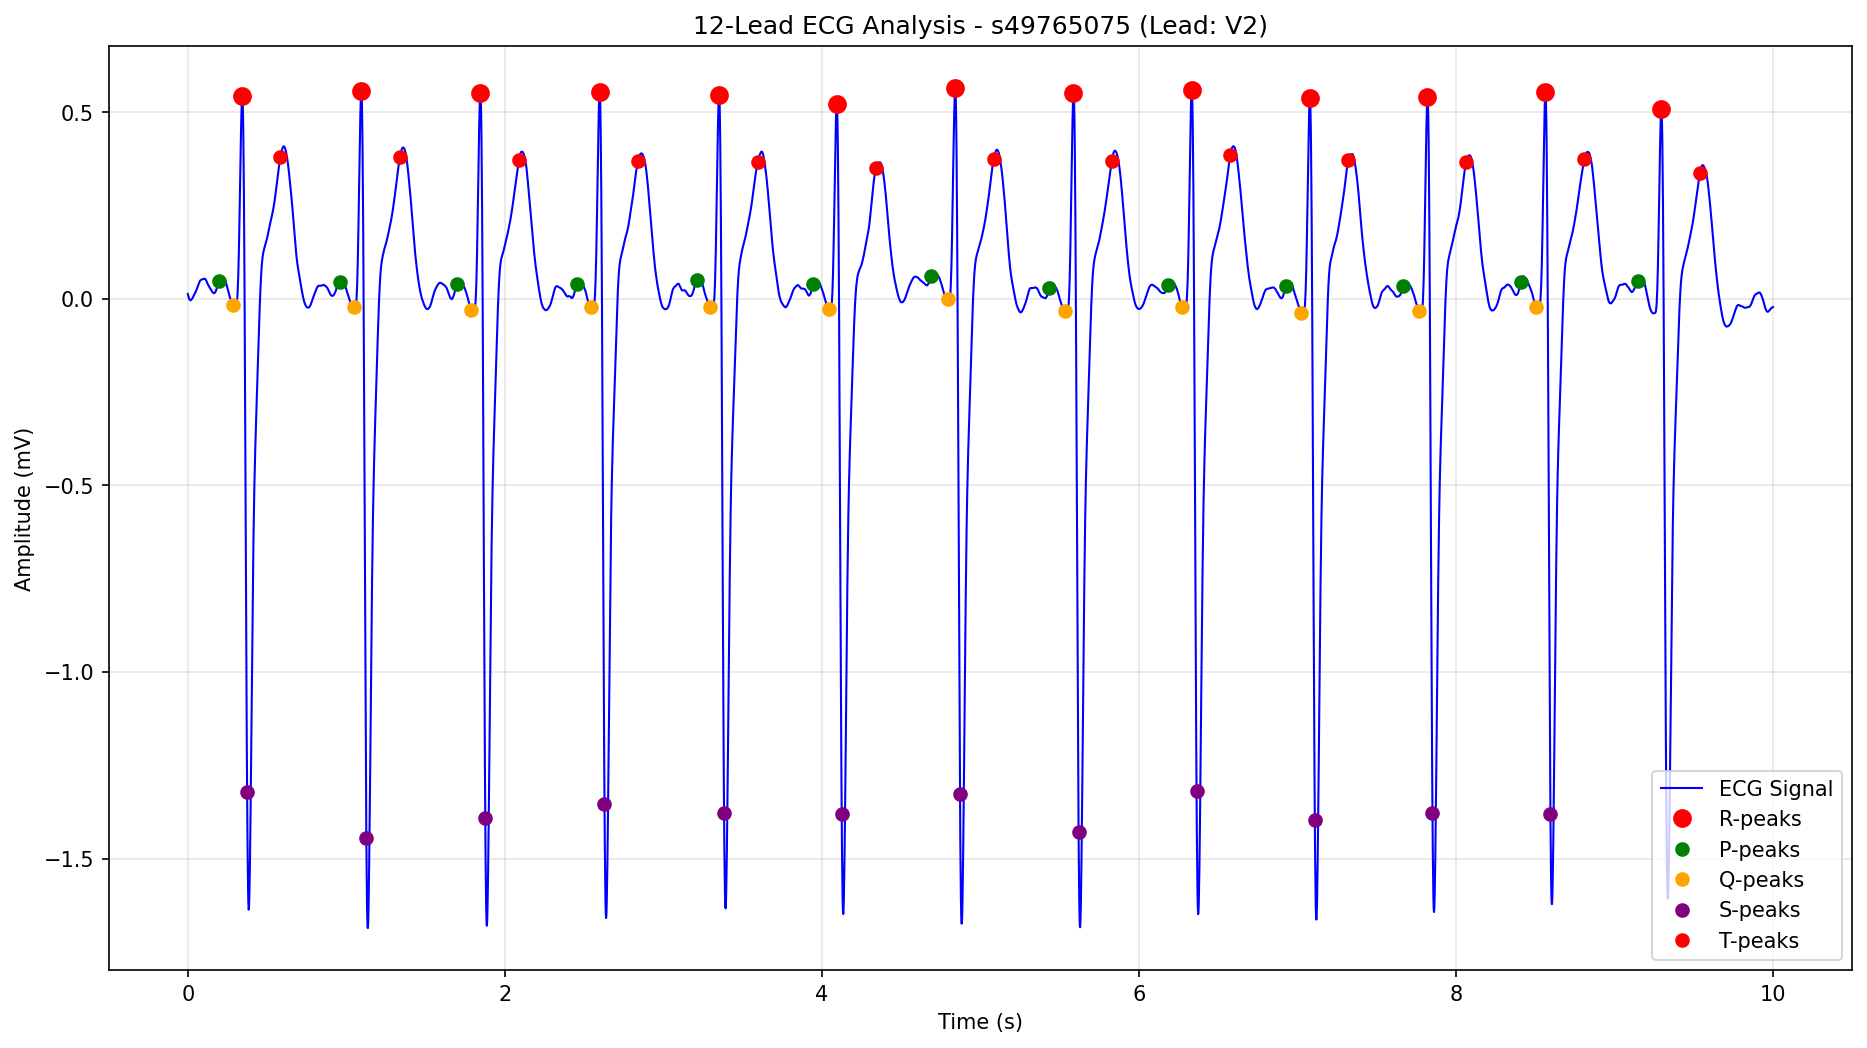 12-Lead ECG Analysis - s49765075 (Lead: V2)
Amplitude (mV)
0.5
0.0
−0.5
−1.0
−1.5
0 2 4 6 8 10
Time (s)
ECG Signal
R-peaks
P-peaks
Q-peaks
S-peaks
T-peaks